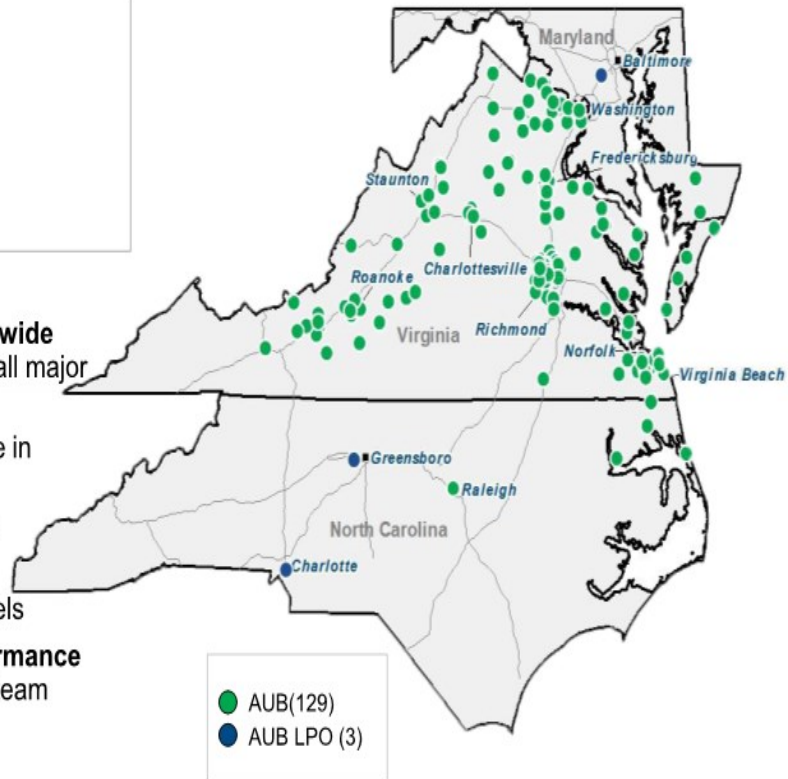 Maryland
Baltimore
Washington
Fredericksburg
Staunton
Charlottesville
Roanoke
Richmond
Virginia
wide
all major
Norfolk
Virginia Beach
e in
Greensboro
Raleigh
North Carolina
Charlotte
els
rmance
eam
AUB(129)
AUB LPO (3)